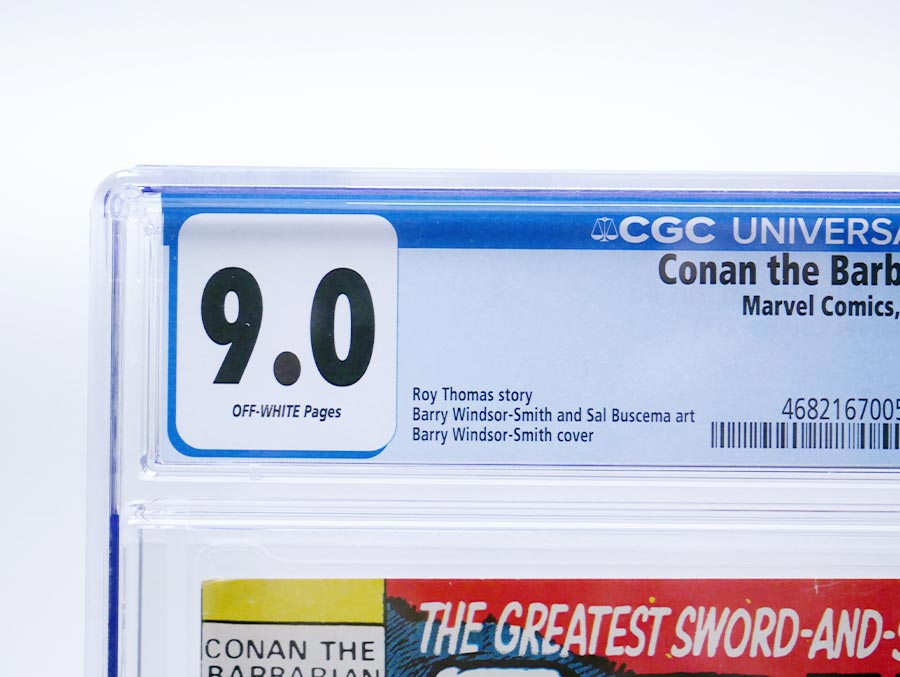 CGC UNIVERSA
Conan the Barb
Marvel Comics,
9.0
OFF-WHITE Pages
Roy Thomas story
Barry Windsor-Smith and Sal Buscema art
Barry Windsor-Smith cover
4682167005
THE GREATEST SWORD-AND-S
CONAN THE
BARBARIAN